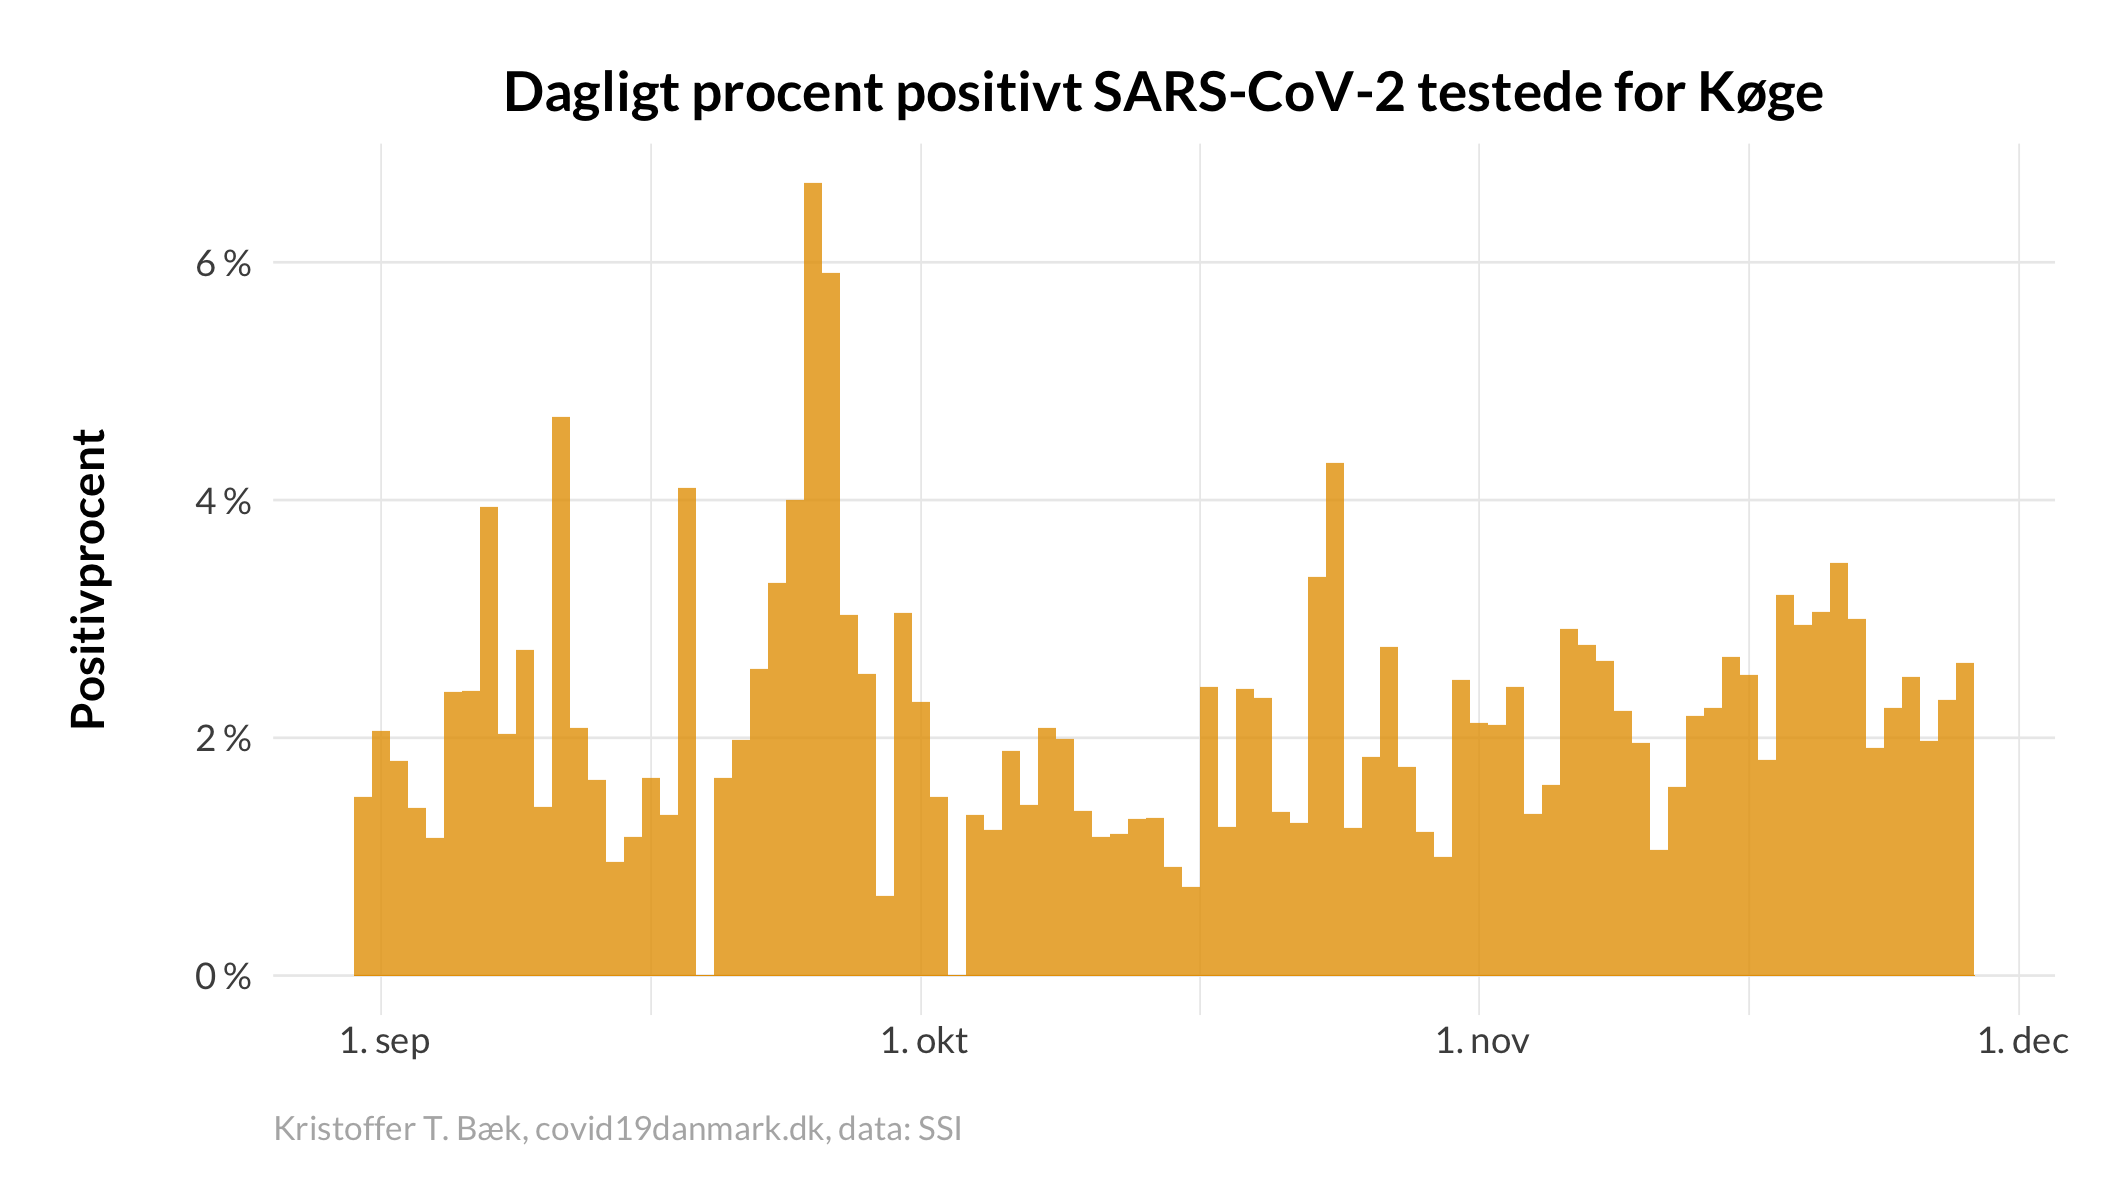 Dagligt procent positivt SARS-CoV-2 testede for Køge
Positivprocent
6 %
4 %
2 %
0 %
1. sep
1. okt
1. nov
1. dec
Kristoffer T. Bæk, covid19danmark.dk, data: SSI